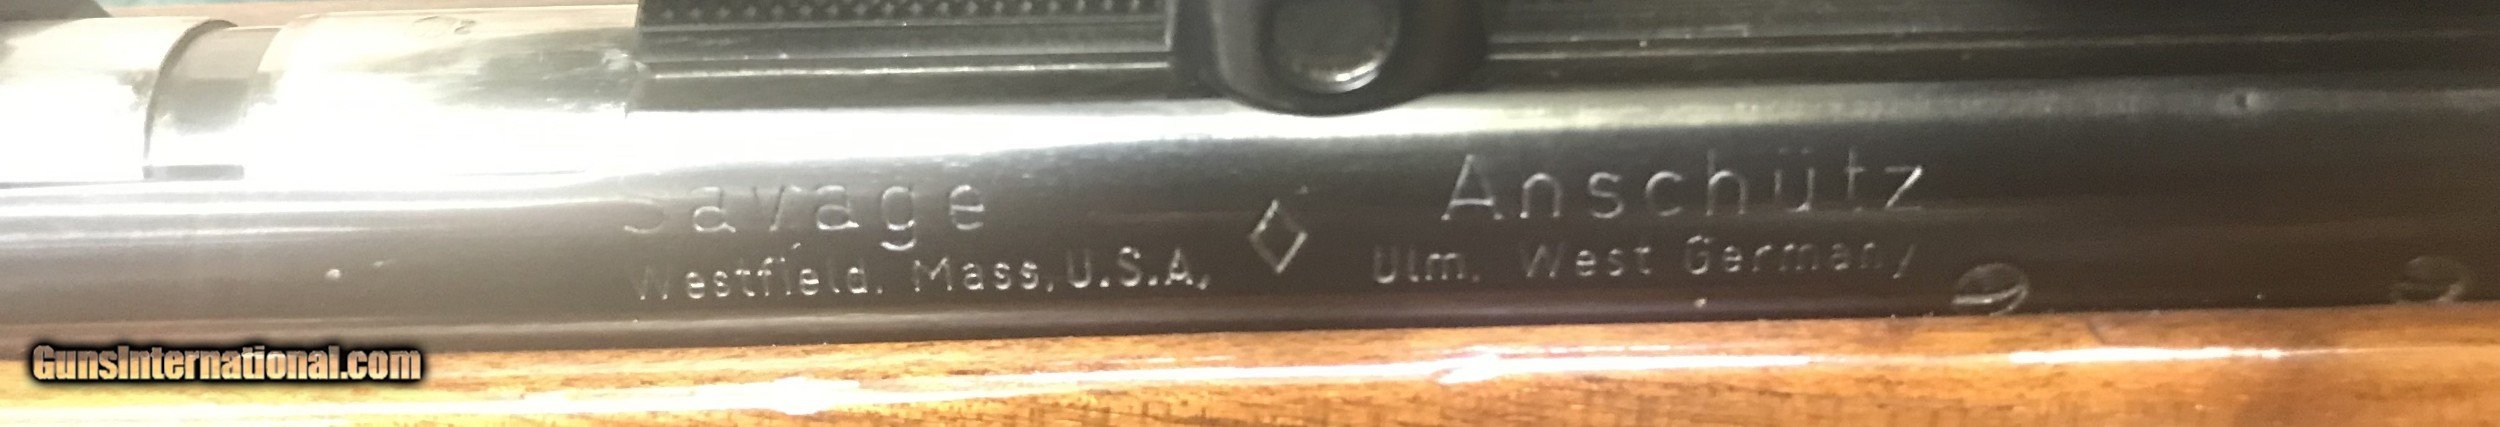 Savage
Westfield, Mass, U.S.A,
Anschütz
Ulm, West Germany
GunsInternational.com